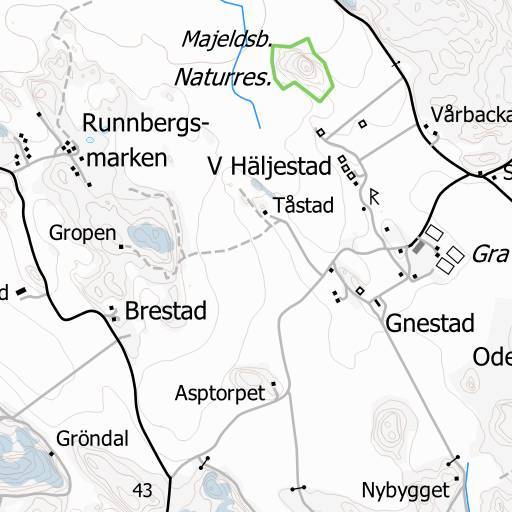 Majeldsb.
Naturres.
Vårbacka
Runnbergs-
marken
V Häljestad
Tåstad
Gropen
Gra
d
Brestad
Gnestad
Ode
Asptorpet
Gröndal
43
Nybygget